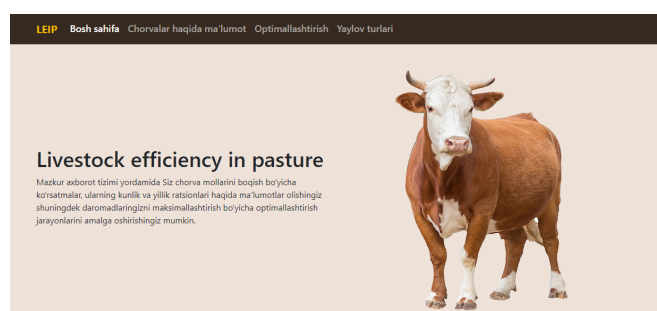 LEIP Bosh sahifa Chorvalar haqida ma'lumot Optimallashtirish Yaylov turlari
Livestock efficiency in pasture
Mazkur axborot tizimi yordamida Siz chorva mollarini boqish bo'yicha
ko'rsatmalar, ularning kunlik va yillik ratsionlari haqida ma'lumotlar olishingiz
shuningdek daromadlaringizni maksimallashtirish bo'yicha optimallashtirish
jarayonlarini amalga oshirishingiz mumkin.